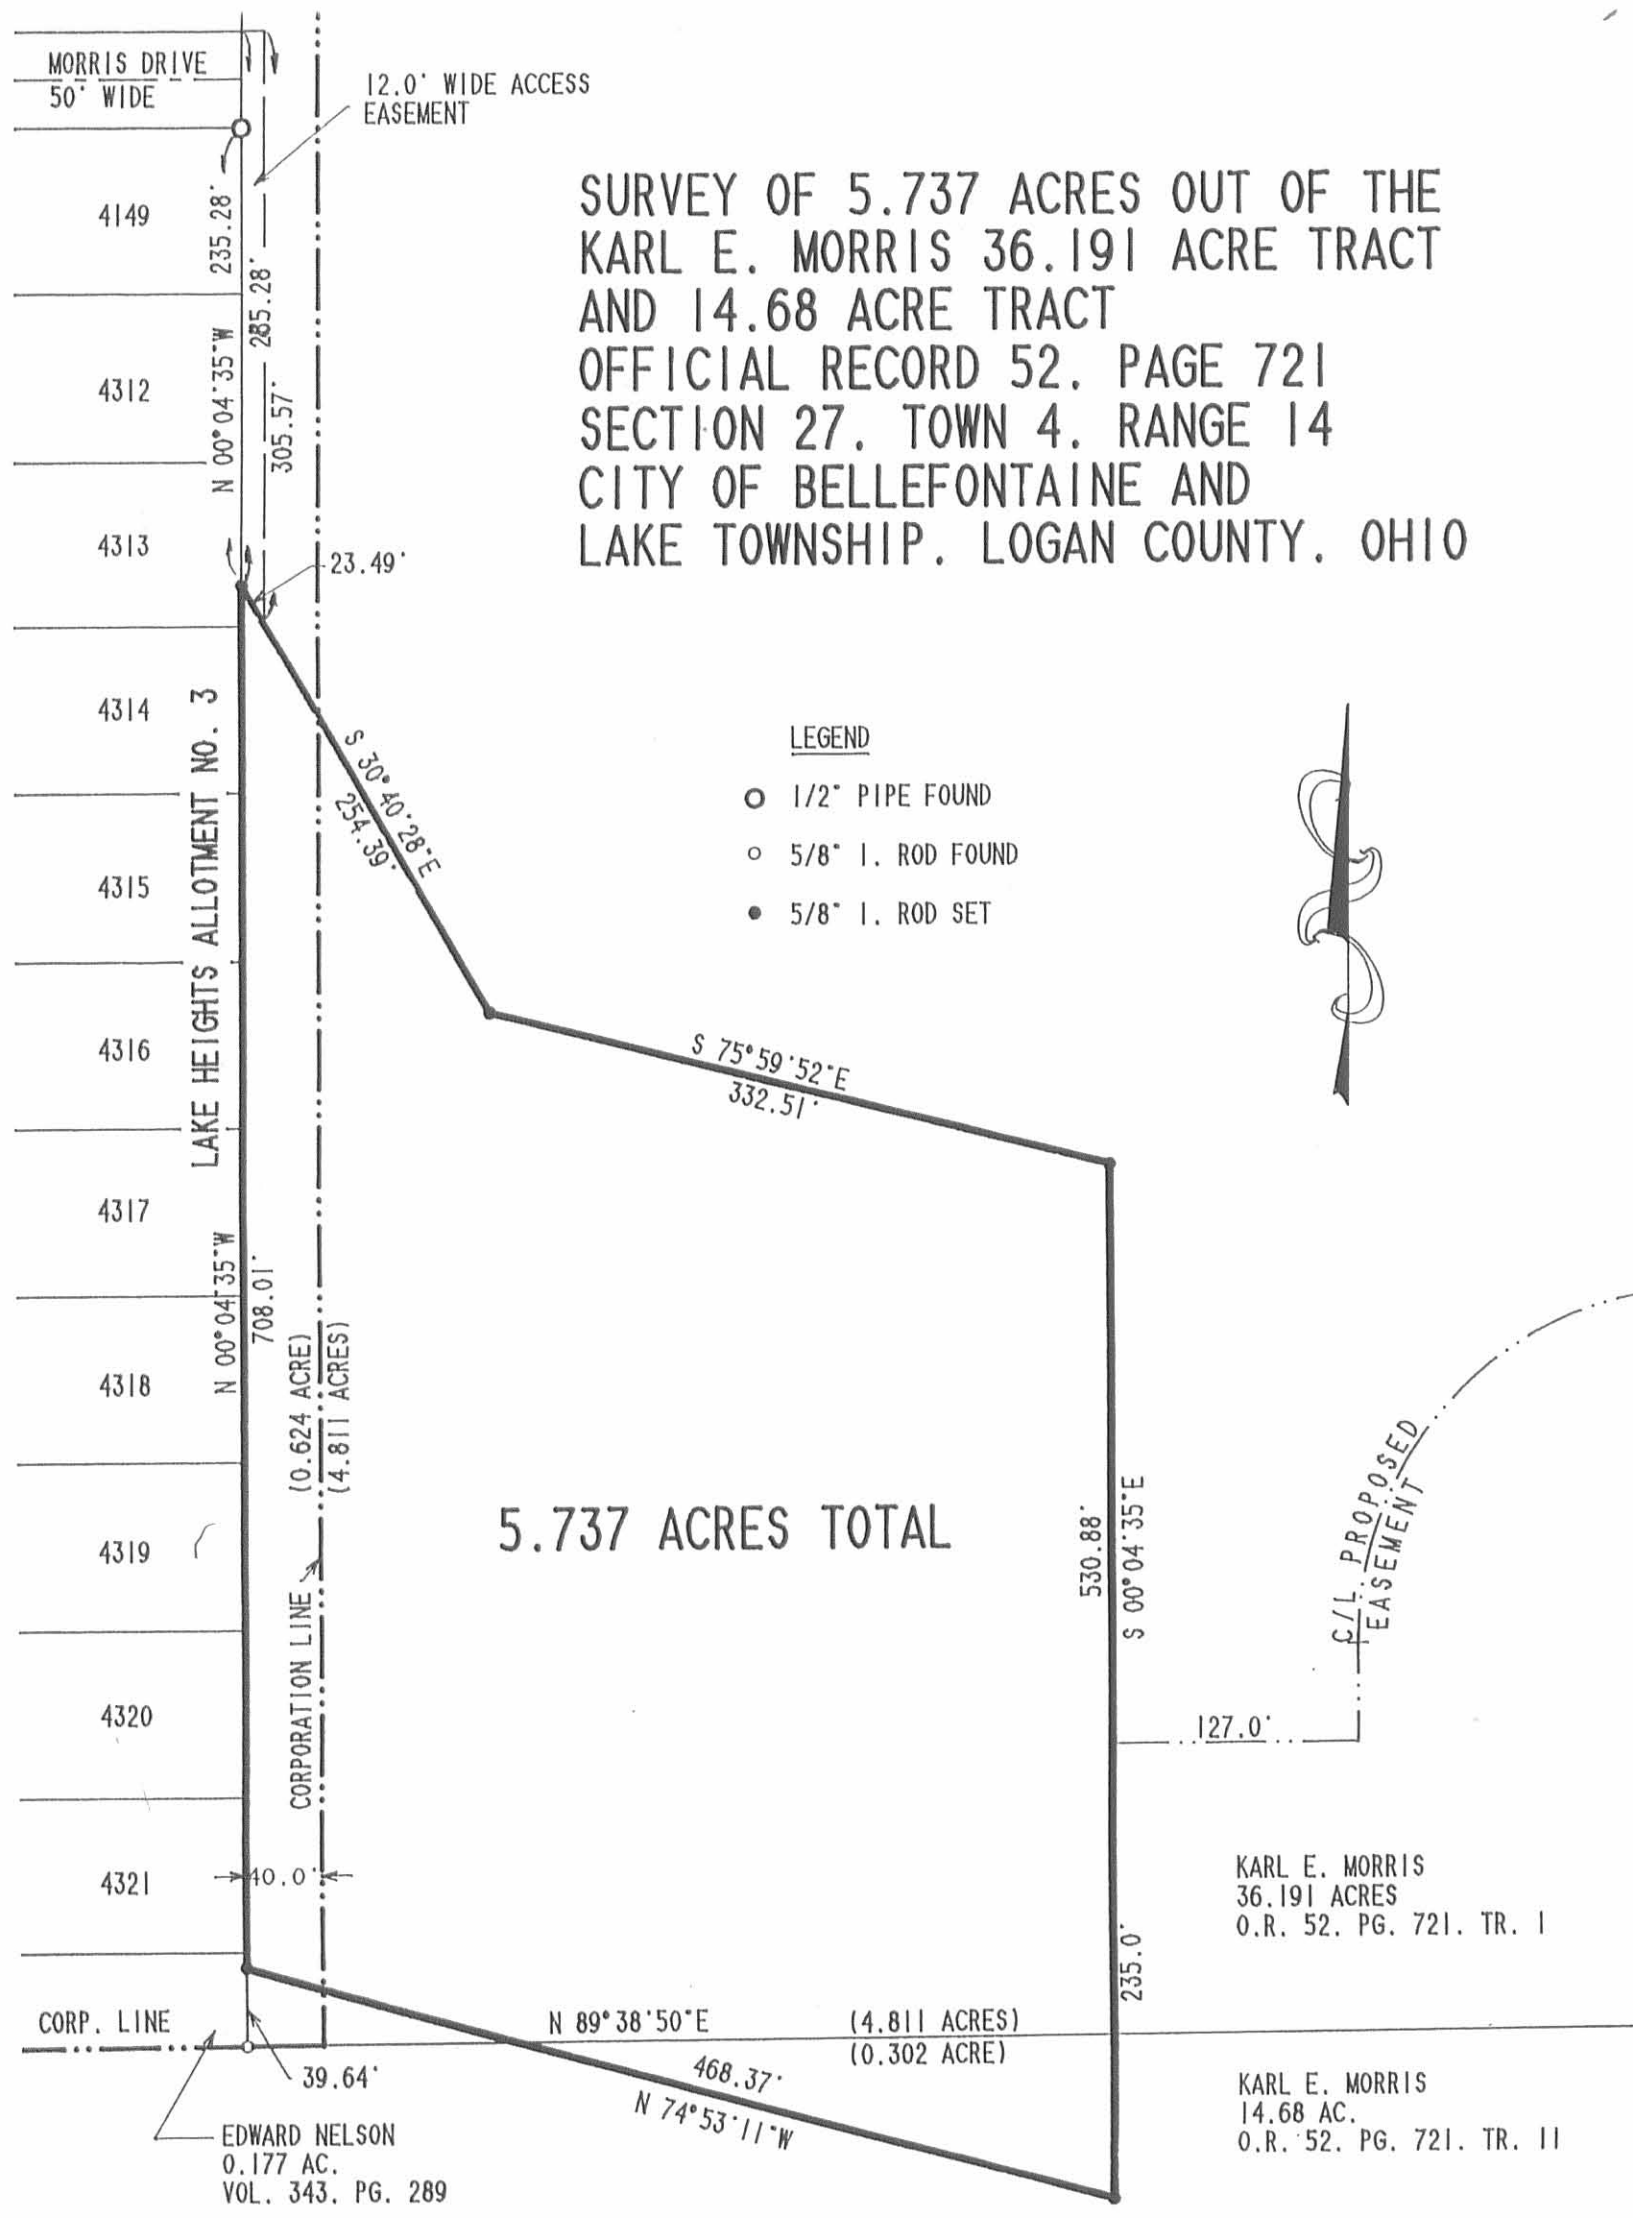 MORRIS DRIVE
50' WIDE
12.0' WIDE ACCESS
EASEMENT
SURVEY OF 5.737 ACRES OUT OF THE
KARL E. MORRIS 36.191 ACRE TRACT
AND 14.68 ACRE TRACT
OFFICIAL RECORD 52. PAGE 721
SECTION 27. TOWN 4. RANGE 14
CITY OF BELLEFONTAINE AND
LAKE TOWNSHIP. LOGAN COUNTY. OHIO
4149
235.28'
285.28'
4312
N 00°04'35"W
305.57'
4313
23.49'
4314
LAKE HEIGHTS ALLOTMENT NO. 3
S 30°40'28"E
254.39'
LEGEND
1/2" PIPE FOUND
5/8" I. ROD FOUND
5/8" I. ROD SET
4315
4316
S 75°59'52"E
332.51'
4317
N 00°04'35"W
708.01'
4318
(0.624 ACRE)
(4.811 ACRES)
C/L PROPOSED
EASEMENT
4319
5.737 ACRES TOTAL
530.88'
S 00°04'35"E
CORPORATION LINE
4320
127.0'
4321
40.0'
KARL E. MORRIS
36.191 ACRES
O.R. 52. PG. 721. TR. I
235.0'
CORP. LINE
N 89°38'50"E
(4.811 ACRES)
(0.302 ACRE)
39.64'
468.37'
N 74°53'11"W
KARL E. MORRIS
14.68 AC.
O.R. 52. PG. 721. TR. II
EDWARD NELSON
0.177 AC.
VOL. 343. PG. 289